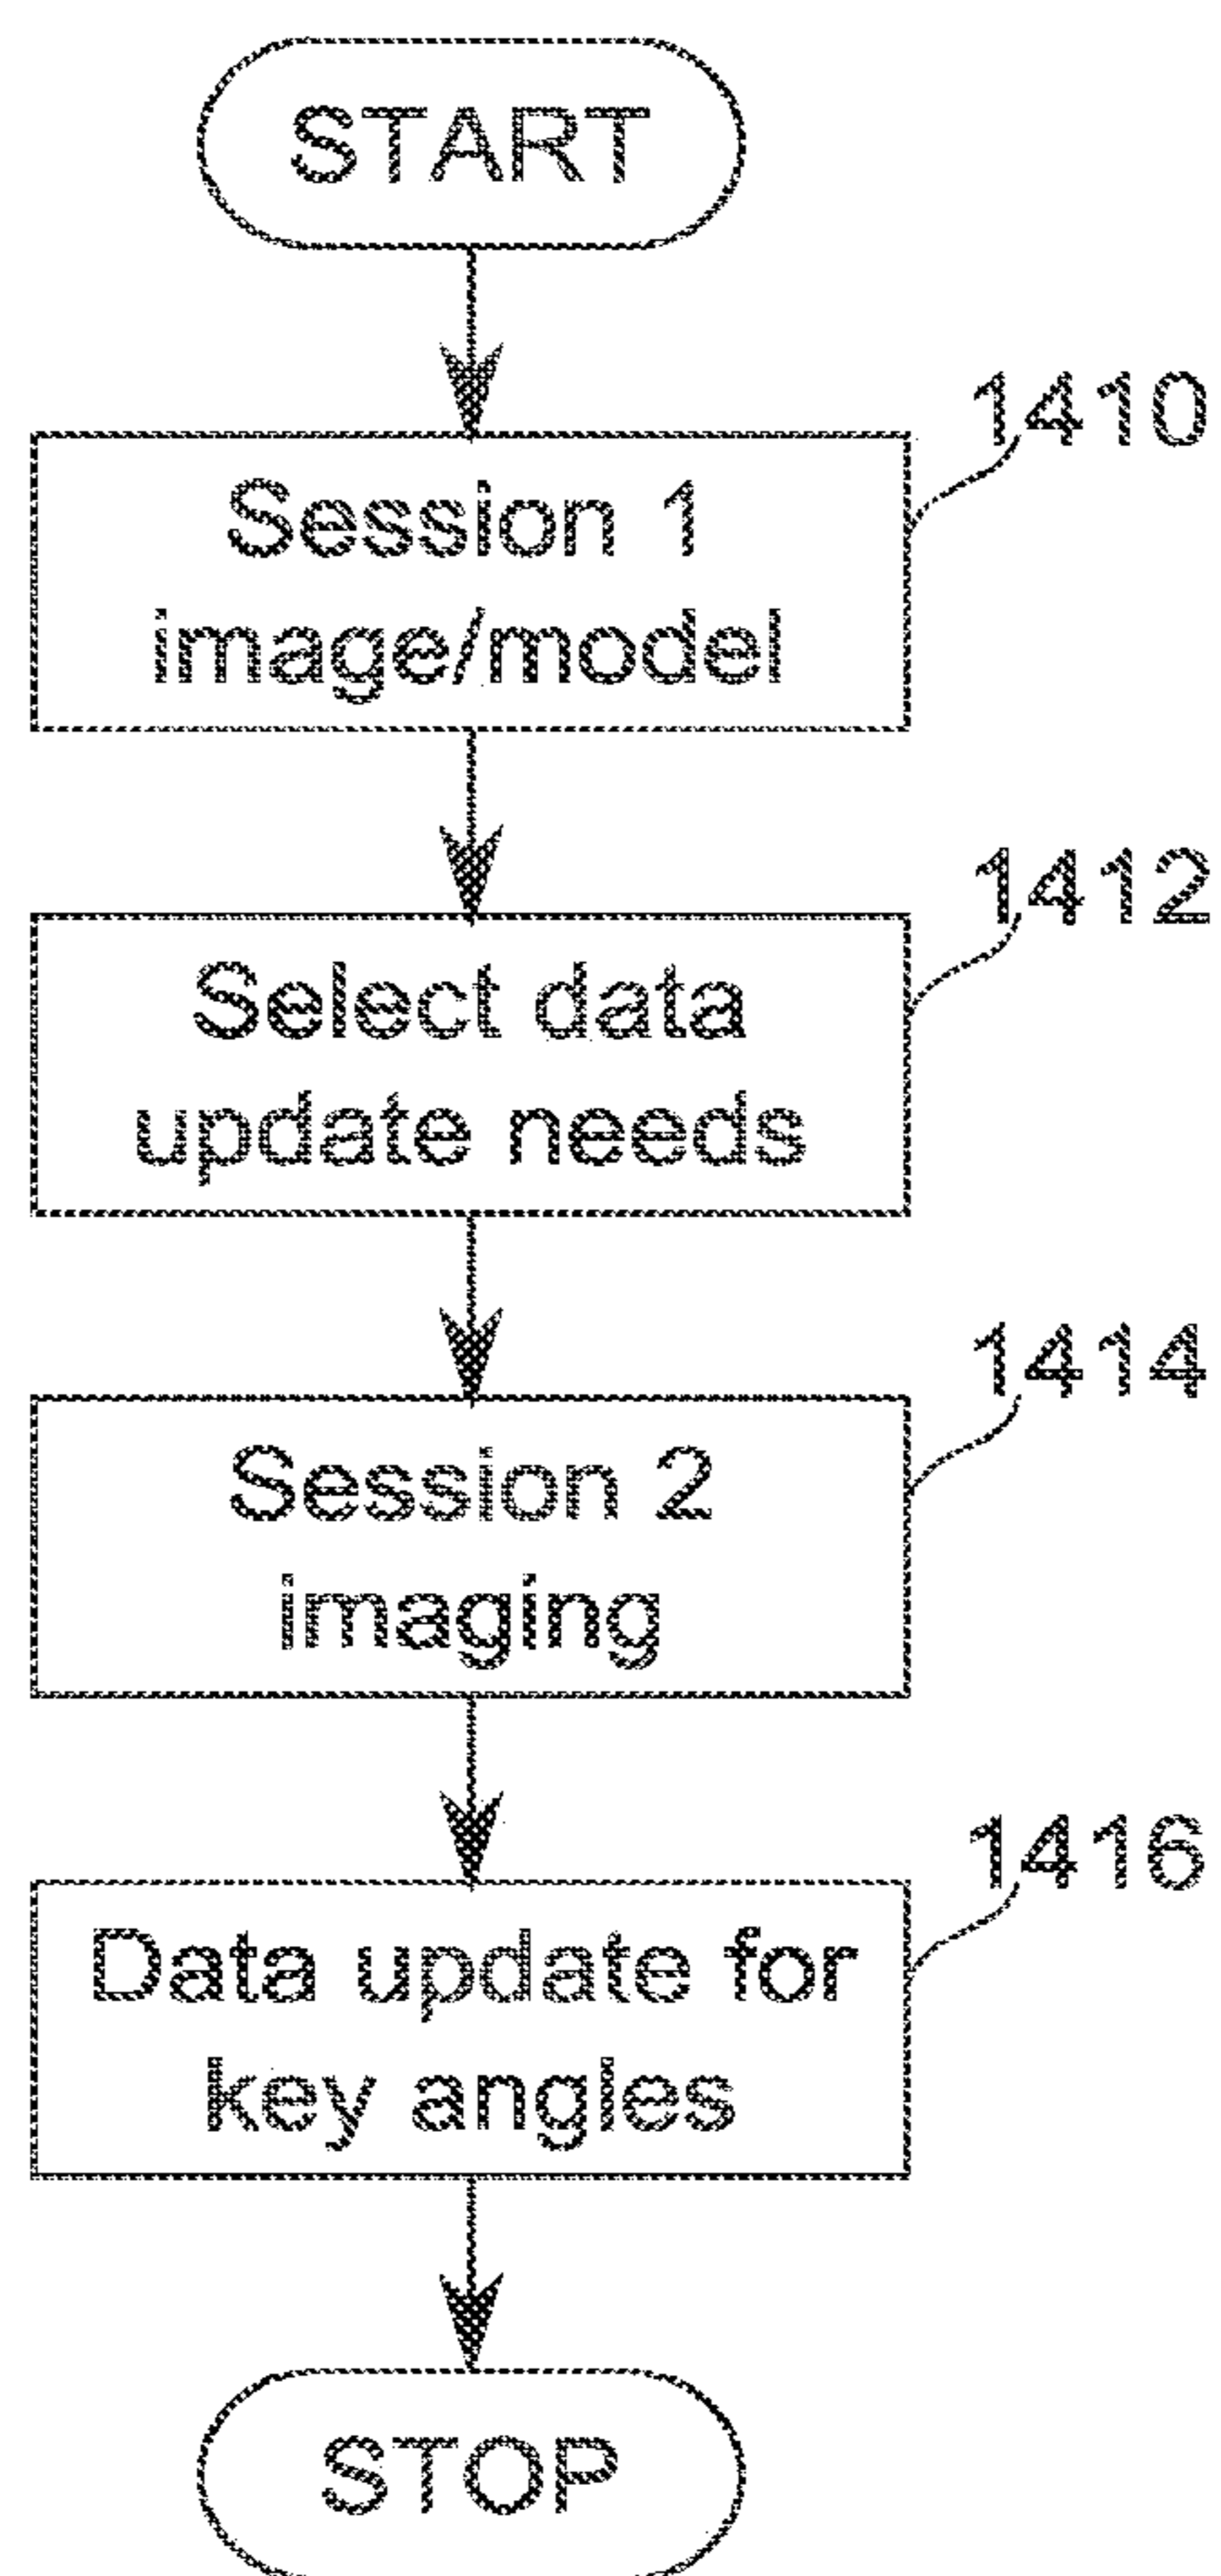 START
1410
Session 1
image/model
1412
Select data
update needs
1414
Session 2
imaging
1416
Data update for
key angles
STOP